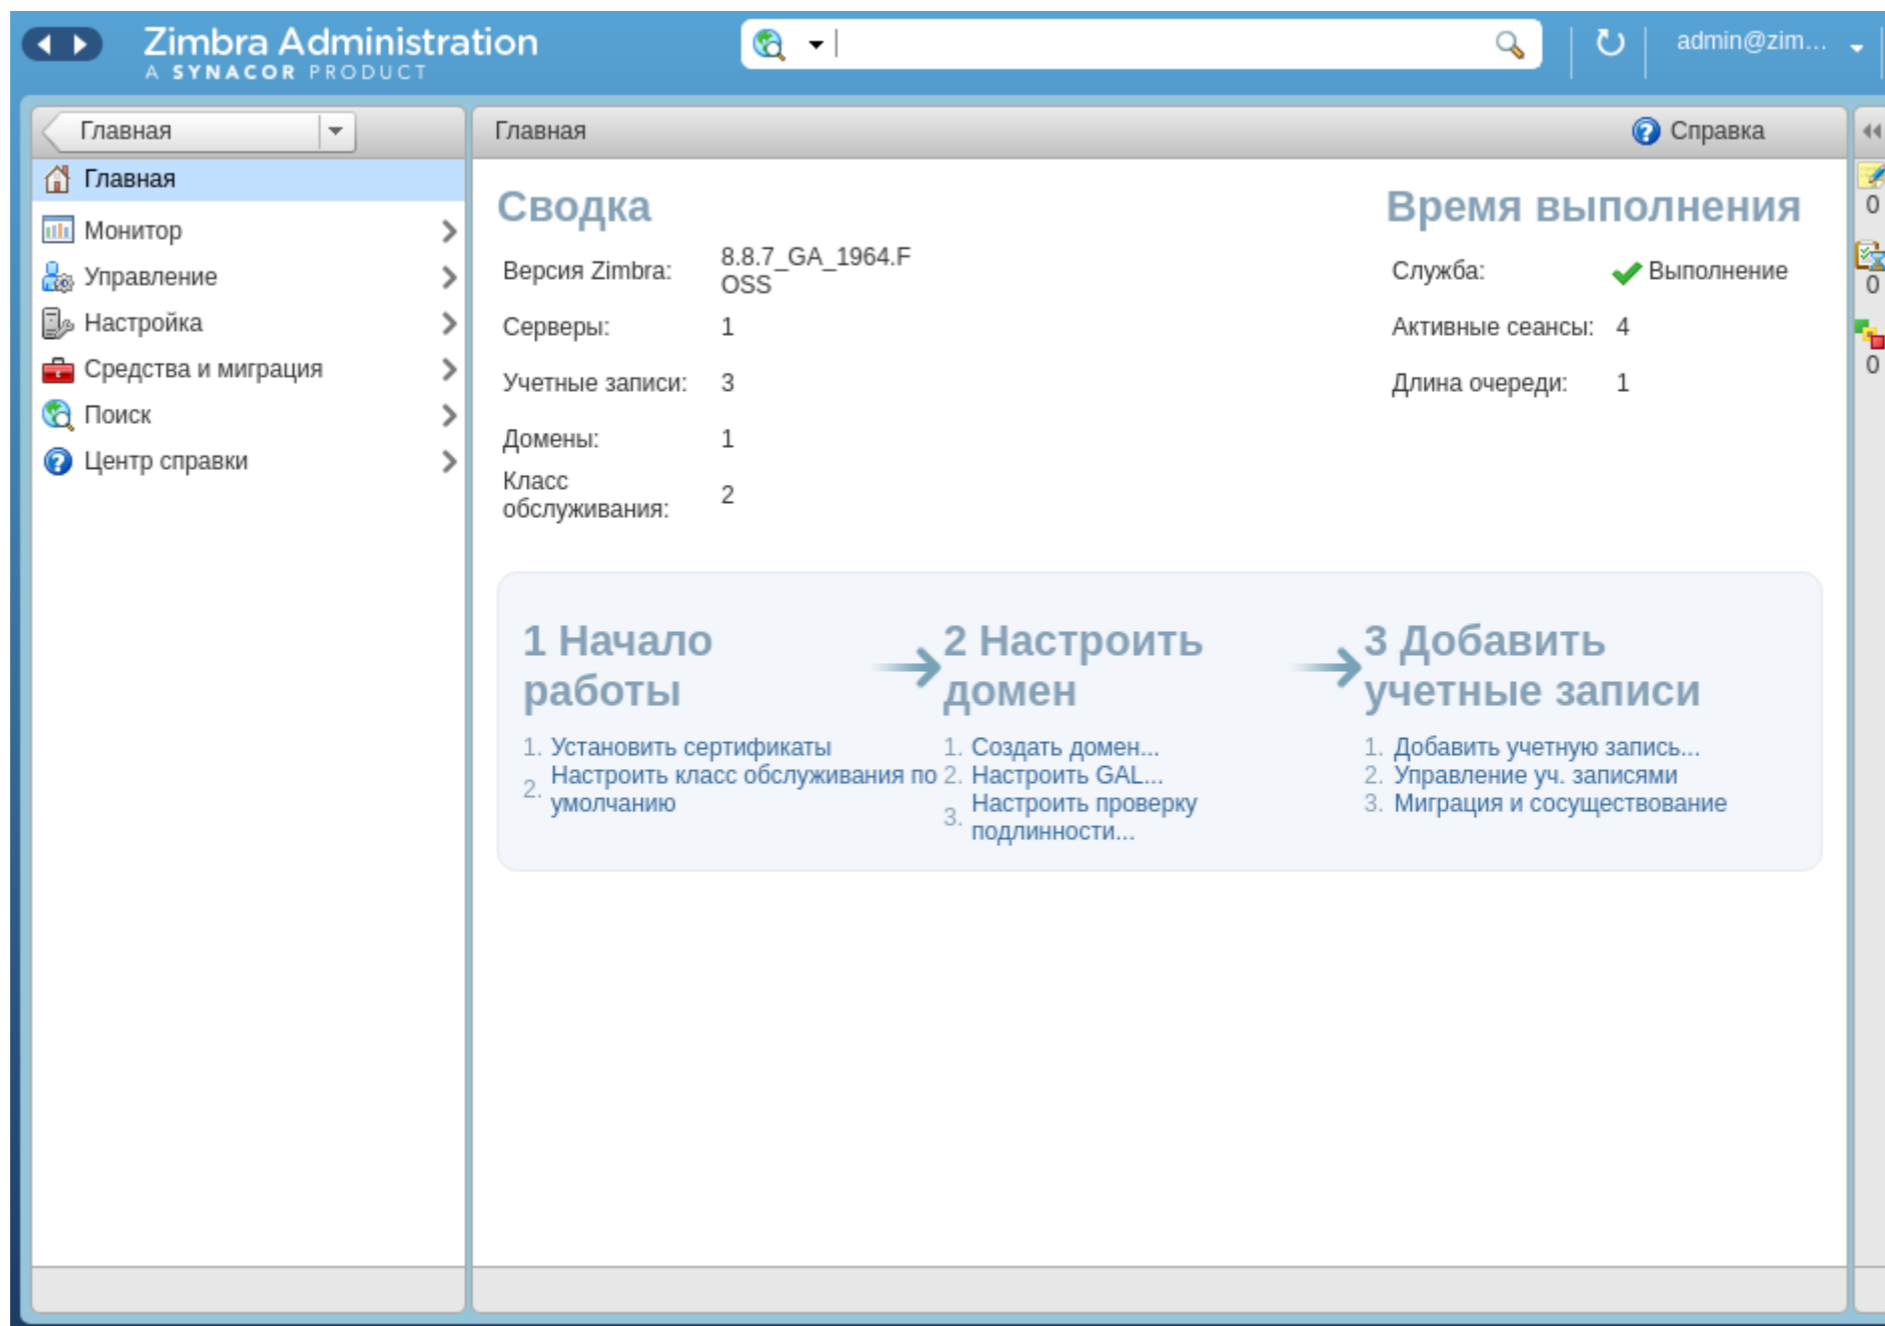 Zimbra Administration
A SYNACOR PRODUCT
admin@zim...
Главная
Главная
Монитор
Управление
Настройка
Средства и миграция
Поиск
Центр справки
Главная
Справка
Сводка
Версия Zimbra:
8.8.7_GA_1964.F
OSS
Серверы:
1
Учетные записи:
3
Домены:
1
Класс
обслуживания:
2
Время выполнения
Служба:
Выполнение
Активные сеансы:
4
Длина очереди:
1
1 Начало
работы
1. Установить сертификаты
2. Настроить класс обслуживания по
умолчанию
2 Настроить
домен
1. Создать домен...
2. Настроить GAL...
3. Настроить проверку
подлинности...
3 Добавить
учетные записи
1. Добавить учетную запись...
2. Управление уч. записями
3. Миграция и сосуществование
0
0
0